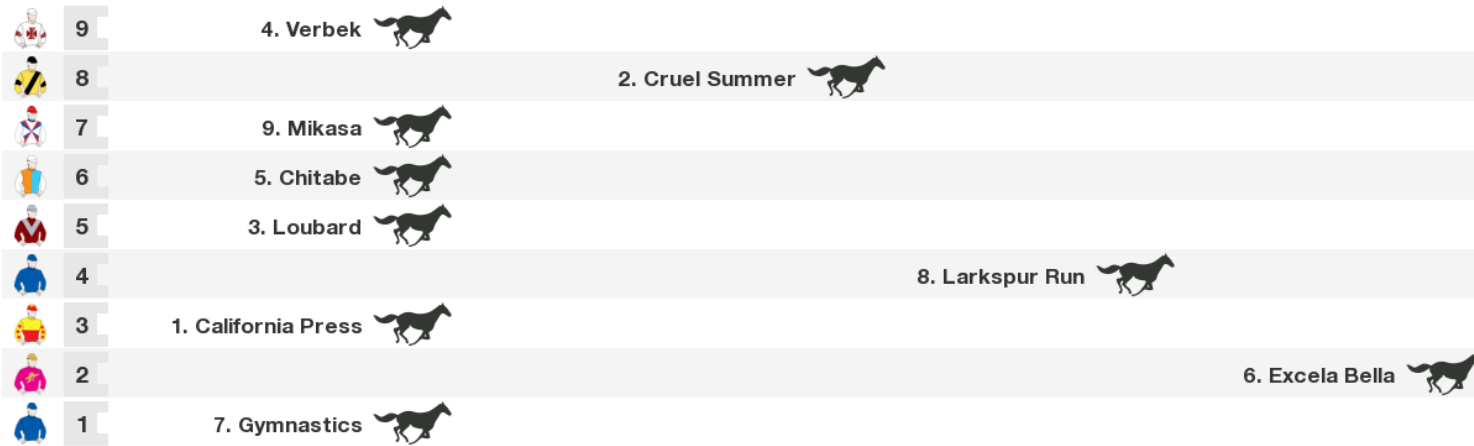 9 4. Verbek
8 2. Cruel Summer
7 9. Mikasa
6 5. Chitabe
5 3. Loubard
4 8. Larkspur Run
3 1. California Press
2 6. Excela Bella
1 7. Gymnastics